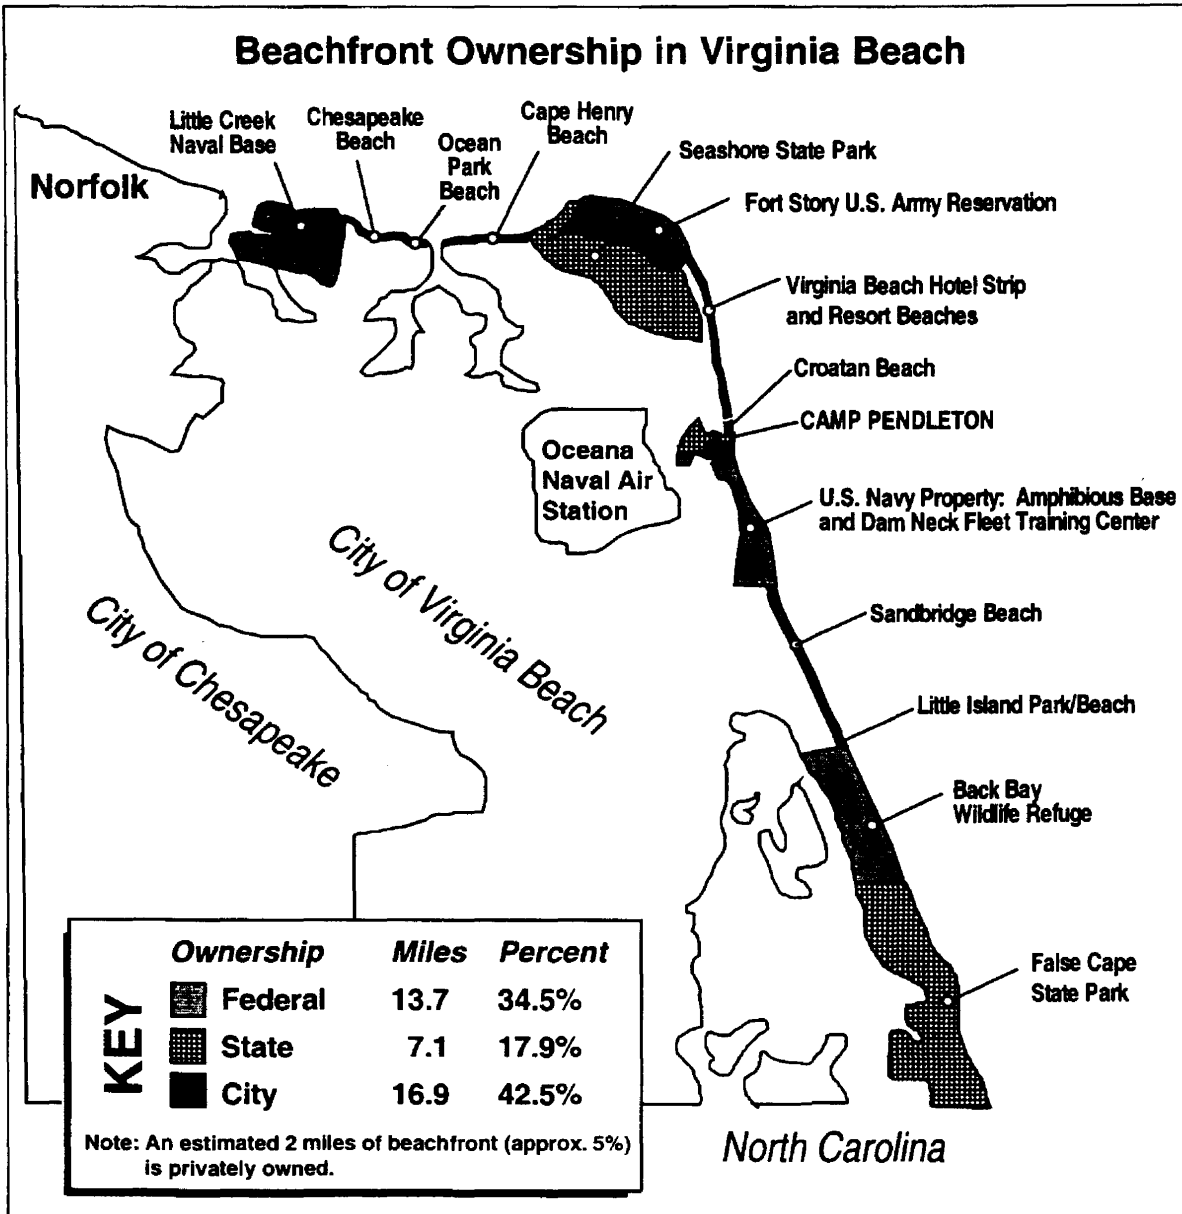 Beachfront Ownership in Virginia Beach
Little Creek
Naval Base
Chesapeake
Beach
Ocean
Park
Beach
Cape Henry
Beach
Seashore State Park
Norfolk
Fort Story U.S. Army Reservation
Virginia Beach Hotel Strip
and Resort Beaches
Croatan Beach
CAMP PENDLETON
Oceana
Naval Air
Station
U.S. Navy Property: Amphibious Base
and Dam Neck Fleet Training Center
City of Virginia Beach
City of Chesapeake
Sandbridge Beach
Little Island Park/Beach
Back Bay
Wildlife Refuge
False Cape
State Park
North Carolina
KEY
Ownership Miles Percent
Federal 13.7 34.5%
State 7.1 17.9%
City 16.9 42.5%
Note: An estimated 2 miles of beachfront (approx. 5%)
is privately owned.